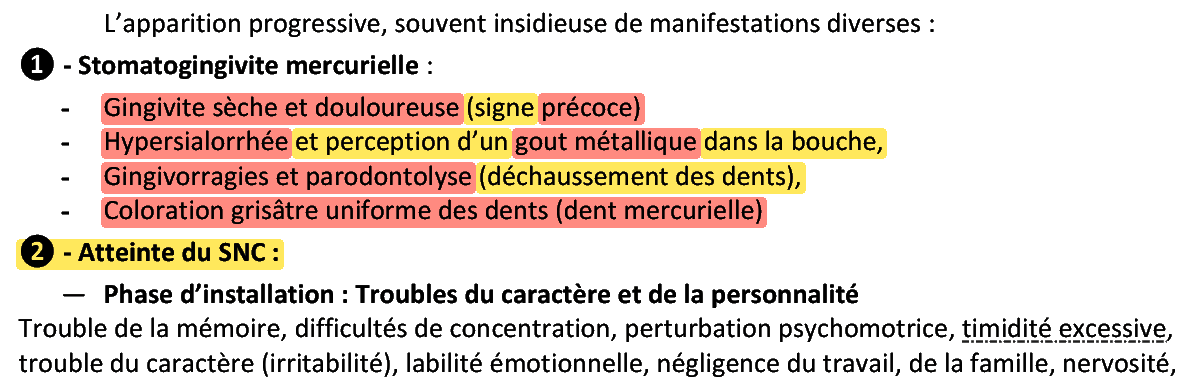 L’apparition progressive, souvent insidieuse de manifestations diverses :
❶ - Stomatogingivite mercurielle :
- Gingivite sèche et douloureuse (signe précoce)
- Hypersialorrhée et perception d’un gout métallique dans la bouche,
- Gingivorragies et parodontolyse (déchaussement des dents),
- Coloration grisâtre uniforme des dents (dent mercurielle)
❷ - Atteinte du SNC :
— Phase d’installation : Troubles du caractère et de la personnalité
Trouble de la mémoire, difficultés de concentration, perturbation psychomotrice, timidité excessive,
trouble du caractère (irritabilité), labilité émotionnelle, négligence du travail, de la famille, nervosité,